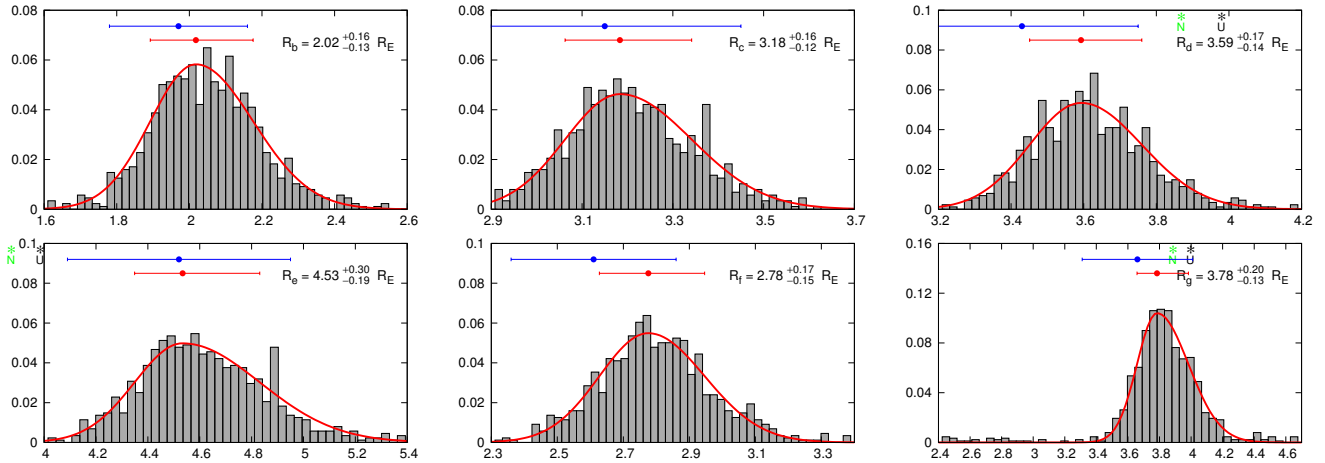 0.1
0.08
0.06
0.04
0.02
0
1.6 1.8 2 2.2 2.4 2.6
R_b = 2.02 +0.16 −0.13 R_E
0.08
0.06
0.04
0.02
0
2.9 3.1 3.3 3.5 3.7
R_c = 3.18 +0.16 −0.12 R_E
0.1
0.08
0.06
0.04
0.02
0
3.2 3.4 3.6 3.8 4 4.2
* *
N U
R_d = 3.59 +0.17 −0.14 R_E
0.1
0.08
0.06
0.04
0.02
0
4 4.2 4.4 4.6 4.8 5 5.2 5.4
* *
N U
R_e = 4.53 +0.30 −0.19 R_E
0.1
0.08
0.06
0.04
0.02
0
2.3 2.5 2.7 2.9 3.1 3.3
R_f = 2.78 +0.17 −0.15 R_E
0.16
0.12
0.08
0.04
0
2.4 2.6 2.8 3 3.2 3.4 3.6 3.8 4 4.2 4.4 4.6
* *
N U
R_g = 3.78 +0.20 −0.13 R_E